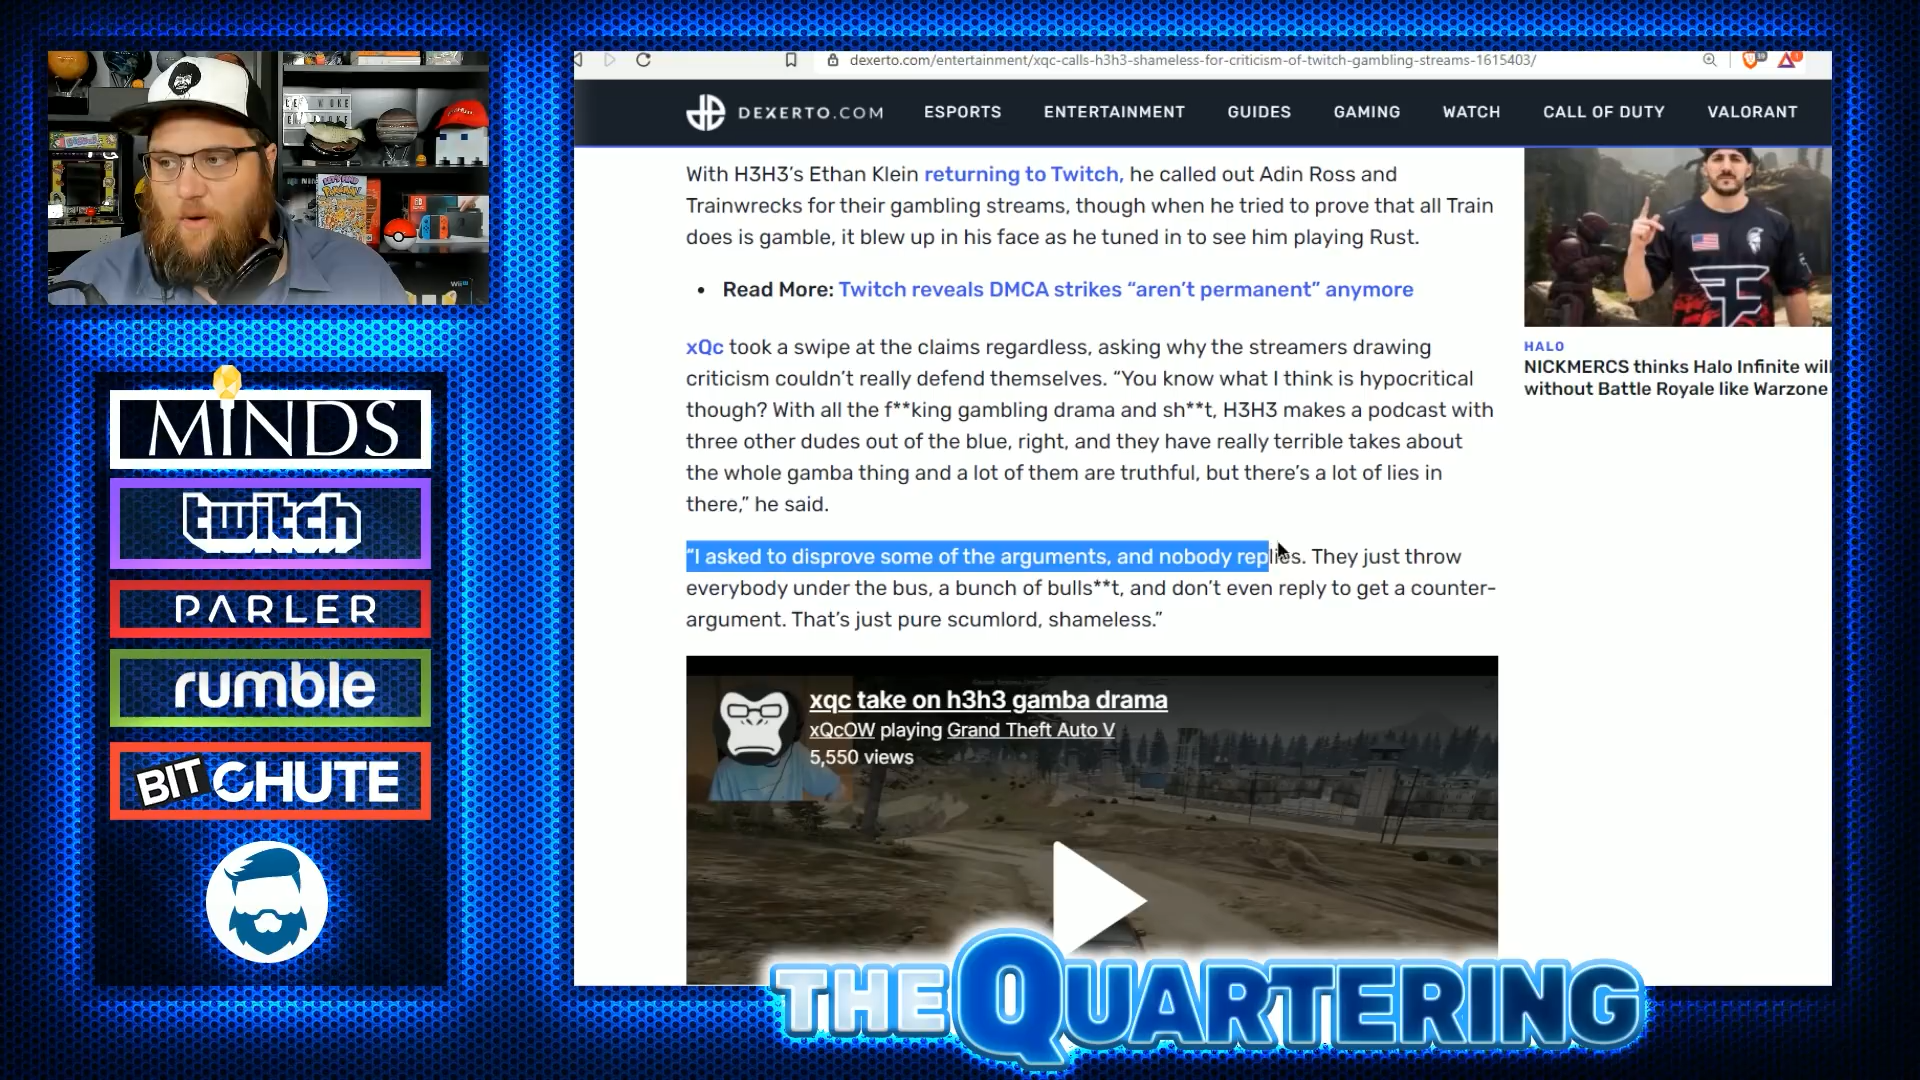 dexerto.com/entertainment/xqc-calls-h3h3-shameless-for-criticism-of-twitch-gambling-streams-1615403/
DEXERTO.COM ESPORTS ENTERTAINMENT GUIDES GAMING WATCH CALL OF DUTY VALORANT
With H3H3’s Ethan Klein returning to Twitch, he called out Adin Ross and
Trainwrecks for their gambling streams, though when he tried to prove that all Train
does is gamble, it blew up in his face as he tuned in to see him playing Rust.
• Read More: Twitch reveals DMCA strikes “aren’t permanent” anymore
xQc took a swipe at the claims regardless, asking why the streamers drawing
criticism couldn’t really defend themselves. “You know what I think is hypocritical
though? With all the f**king gambling drama and sh**t, H3H3 makes a podcast with
three other dudes out of the blue, right, and they have really terrible takes about
the whole gamba thing and a lot of them are truthful, but there’s a lot of lies in
there,” he said.
“I asked to disprove some of the arguments, and nobody replies. They just throw
everybody under the bus, a bunch of bulls**t, and don’t even reply to get a counter-
argument. That’s just pure scumlord, shameless.”
xqc take on h3h3 gamba drama
xQcOW playing Grand Theft Auto V
5,550 views
HALO
NICKMERCS thinks Halo Infinite will
without Battle Royale like Warzone
MINDS
twitch
PARLER
rumble
BITCHUTE
THE QUARTERING